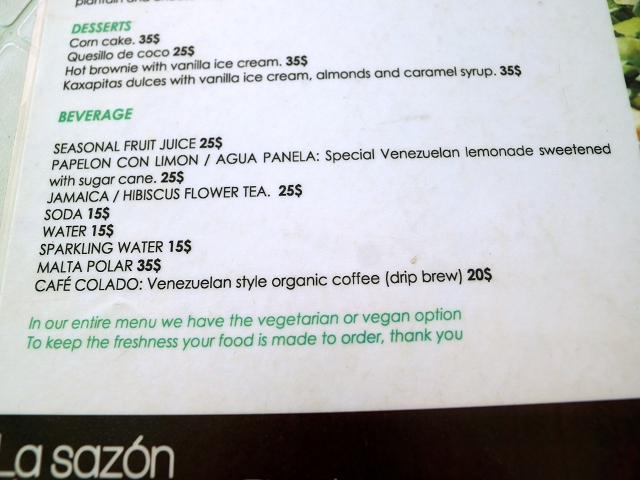 DESSERTS
Corn cake. 35$
Quesillo de coco 25$
Hot brownie with vanilla ice cream. 35$
Kaxapitas dulces with vanilla ice cream, almonds and caramel syrup. 35$
BEVERAGE
SEASONAL FRUIT JUICE 25$
PAPELON CON LIMON / AGUA PANELA: Special Venezuelan lemonade sweetened
with sugar cane. 25$
JAMAICA / HIBISCUS FLOWER TEA. 25$
SODA 15$
WATER 15$
SPARKLING WATER 15$
MALTA POLAR 35$
CAFÉ COLADO: Venezuelan style organic coffee (drip brew) 20$
In our entire menu we have the vegetarian or vegan option
To keep the freshness your food is made to order, thank you
La sazón